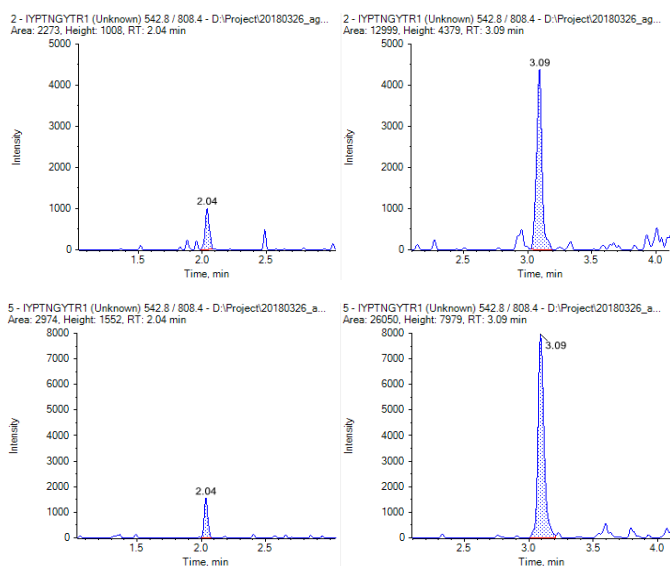 2 - IYPTNGYTR1 (Unknown) 542.8 / 808.4 - D:\Project\20180326_ag...
Area: 2273, Height: 1008, RT: 2.04 min
5000
4000
3000
2000
1000
0
Intensity
2.04
1.5 2.0 2.5
Time, min
2 - IYPTNGYTR1 (Unknown) 542.8 / 808.4 - D:\Project\20180326_ag...
Area: 12999, Height: 4379, RT: 3.09 min
5000
4000
3000
2000
1000
0
Intensity
3.09
2.5 3.0 3.5 4.0
Time, min
5 - IYPTNGYTR1 (Unknown) 542.8 / 808.4 - D:\Project\20180326_a...
Area: 2974, Height: 1552, RT: 2.04 min
8000
7000
6000
5000
4000
3000
2000
1000
0
Intensity
2.04
1.5 2.0 2.5
Time, min
5 - IYPTNGYTR1 (Unknown) 542.8 / 808.4 - D:\Project\20180326_a...
Area: 26050, Height: 7979, RT: 3.09 min
8000
7000
6000
5000
4000
3000
2000
1000
0
Intensity
3.09
2.5 3.0 3.5 4.0
Time, min